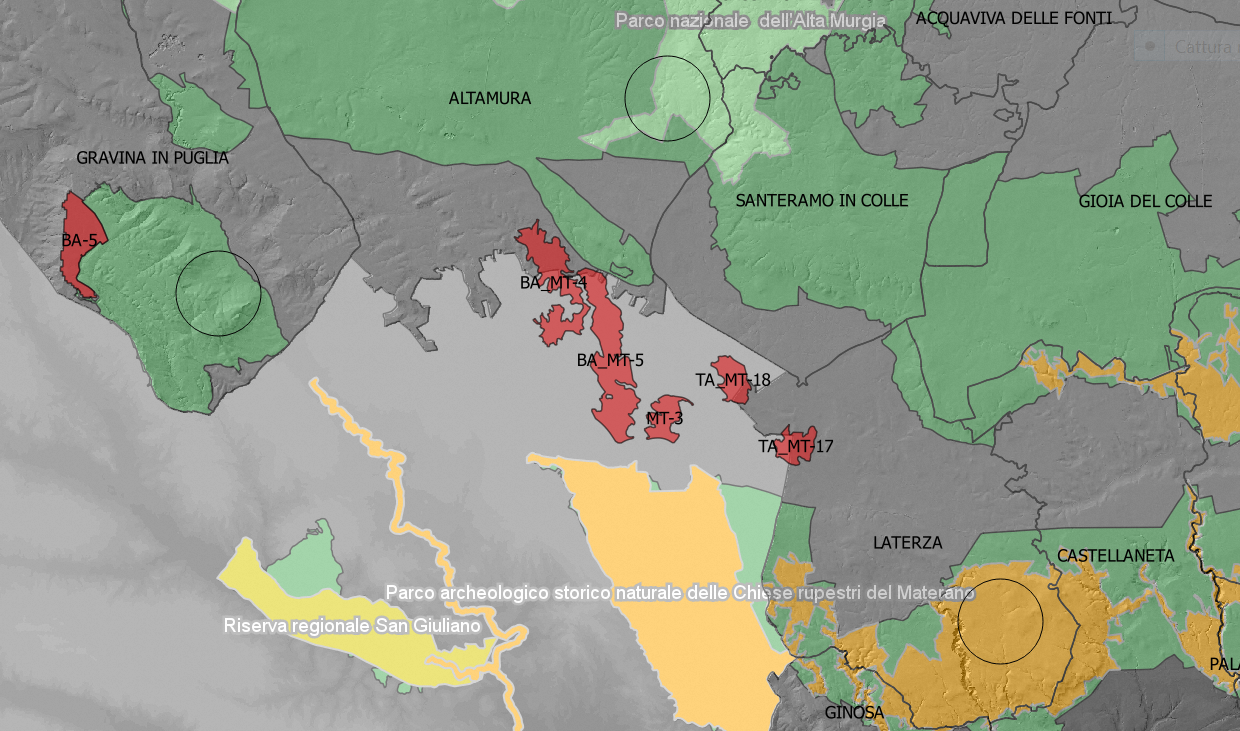 Parco nazionale  dell'Alta Murgia
ACQUAVIVA DELLE FONTI
Cattura
ALTAMURA
GRAVINA IN PUGLIA
SANTERAMO IN COLLE
GIOIA DEL COLLE
BA-5
BA_MT-4
BA_MT-5
TA_MT-18
MT-3
TA_MT-17
LATERZA
CASTELLANETA
Parco archeologico storico naturale delle Chiese rupestri del Materano
Riserva regionale San Giuliano
PALA
GINOSA